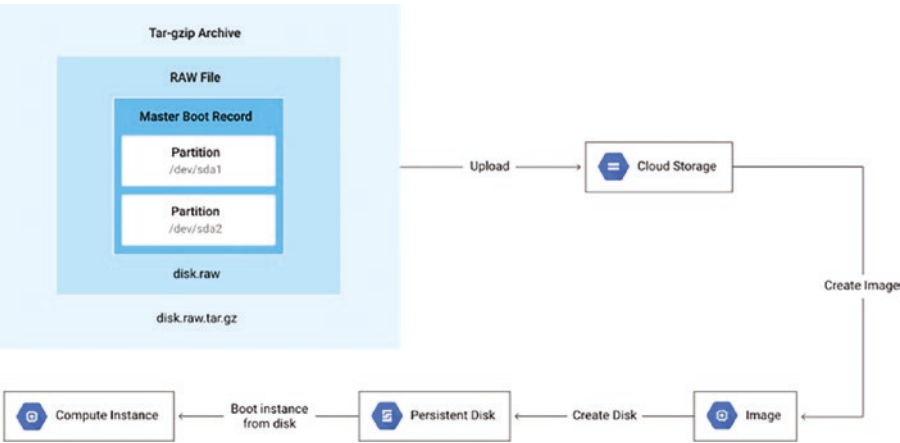 Tar-gzip Archive
RAW File
Master Boot Record
Partition
/dev/sda1
Partition
/dev/sda2
disk.raw
disk.raw.tar.gz
Upload
Cloud Storage
Create Image
Image
Create Disk
Persistent Disk
Boot instance
from disk
Compute Instance